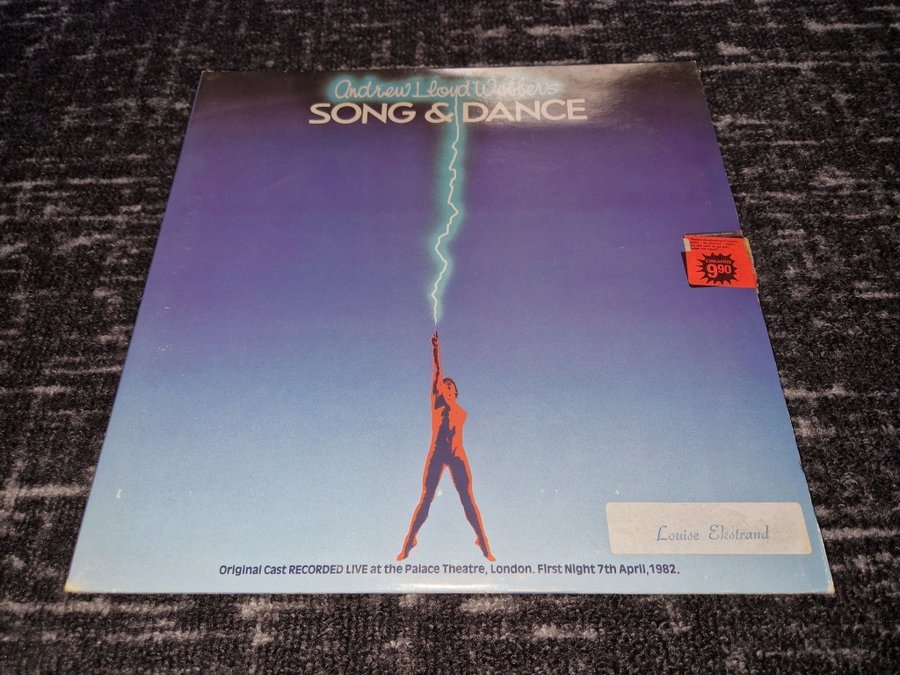 Andrew Lloyd Webber's
SONG & DANCE
9.90
Louise Ekstrand
Original Cast RECORDED LIVE at the Palace Theatre, London. First Night 7th April, 1982.